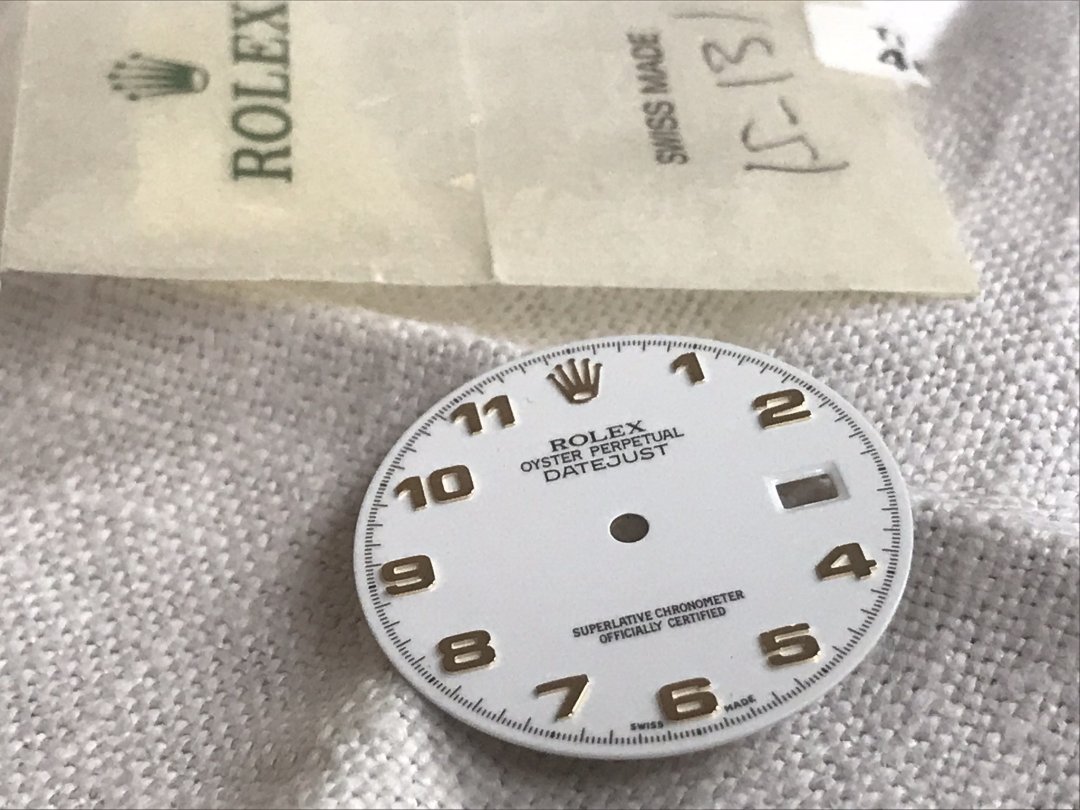 ROLEX
SWISS MADE
15-13
1
2
4
5
6
7
8
9
10
11
ROLEX
OYSTER PERPETUAL
DATEJUST
SUPERLATIVE CHRONOMETER
OFFICIALLY CERTIFIED
SWISS MADE